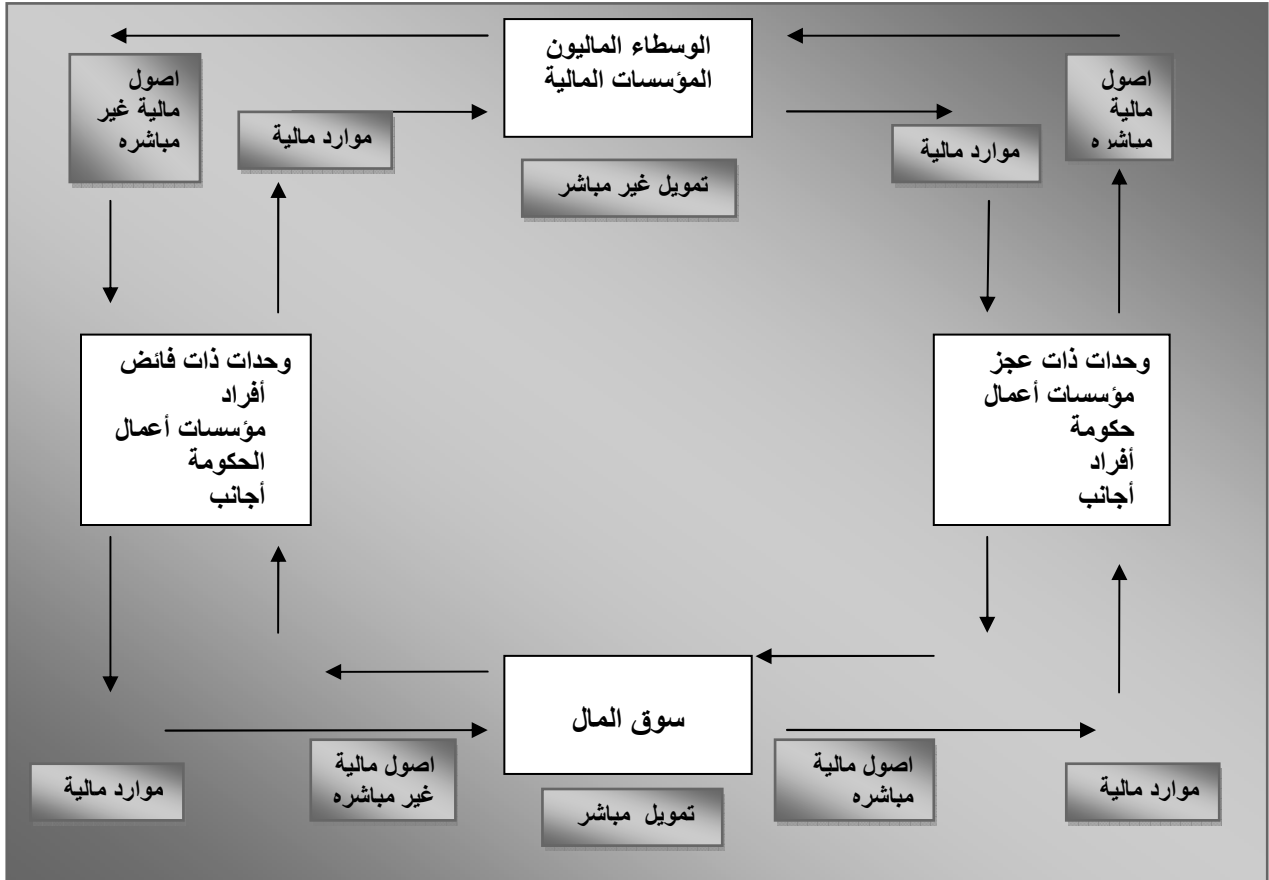 الوسطاء الماليون
المؤسسات المالية
اصول
مالية
مباشره
موارد مالية
تمويل غير مباشر
موارد مالية
اصول
مالية غير
مباشره
وحدات ذات عجز
مؤسسات أعمال
حكومة
أفراد
أجانب
وحدات ذات فائض
أفراد
مؤسسات أعمال
الحكومة
أجانب
سوق المال
موارد مالية
اصول مالية
مباشره
تمويل مباشر
اصول مالية
غير مباشره
موارد مالية